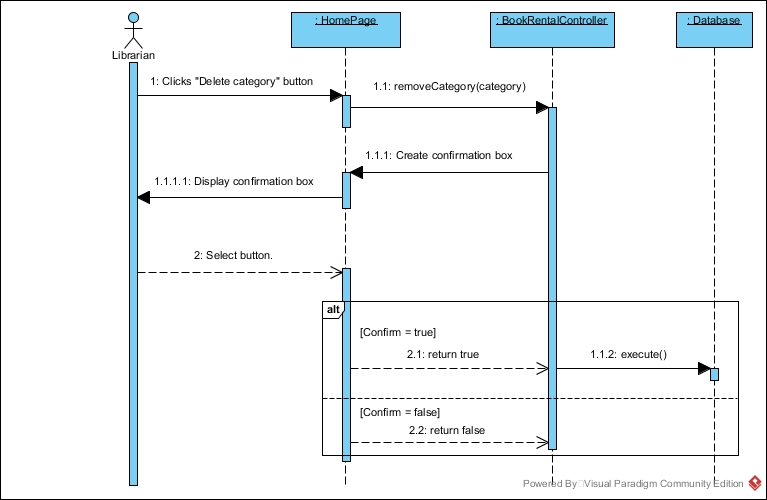 : HomePage
: BookRentalController
: Database
Librarian
1: Clicks "Delete category" button
1.1: removeCategory(category)
1.1.1: Create confirmation box
1.1.1.1: Display confirmation box
2: Select button.
alt
[Confirm = true]
2.1: return true
1.1.2: execute()
[Confirm = false]
2.2: return false
Powered By Visual Paradigm Community Edition